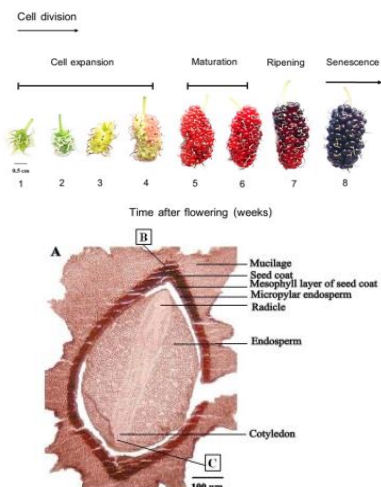 Cell division
Cell expansion
Maturation
Ripening
Senescence
0.5 cm
1 2 3 4 5 6 7 8
Time after flowering (weeks)
B
A
Mucilage
Seed coat
Mesophyll layer of seed coat
Micropylar endosperm
Radicle
Endosperm
Cotyledon
C
100 µm